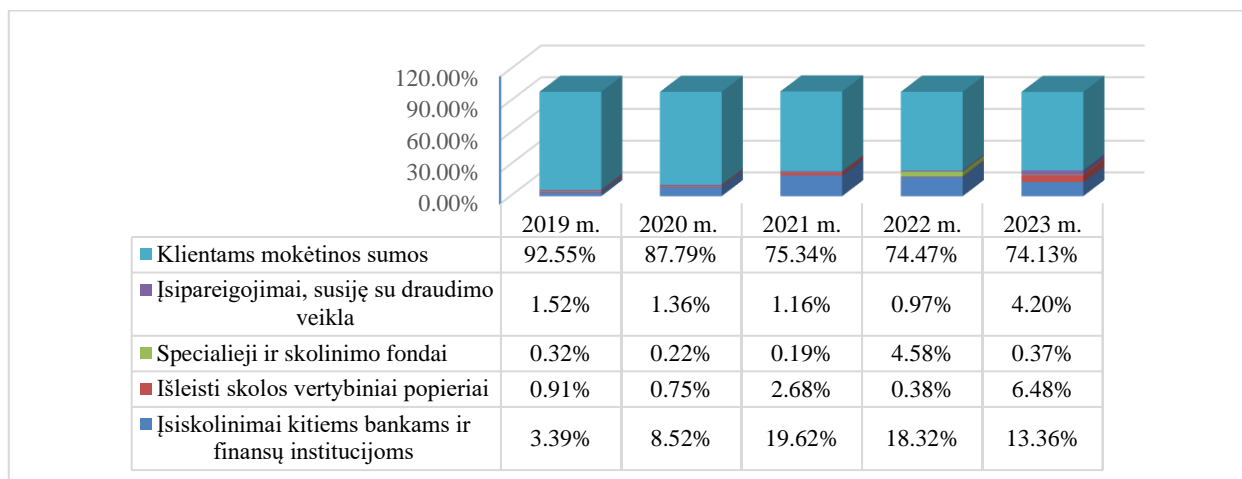 120.00%
90.00%
60.00%
30.00%
0.00%
2019 m. 2020 m. 2021 m. 2022 m. 2023 m.
Klientams mokėtinos sumos 92.55% 87.79% 75.34% 74.47% 74.13%
Įsipareigojimai, susiję su draudimo
veikla 1.52% 1.36% 1.16% 0.97% 4.20%
Specialieji ir skolinimo fondai 0.32% 0.22% 0.19% 4.58% 0.37%
Išleisti skolos vertybiniai popieriai 0.91% 0.75% 2.68% 0.38% 6.48%
Įsiskolinimai kitiems bankams ir
finansų institucijoms 3.39% 8.52% 19.62% 18.32% 13.36%